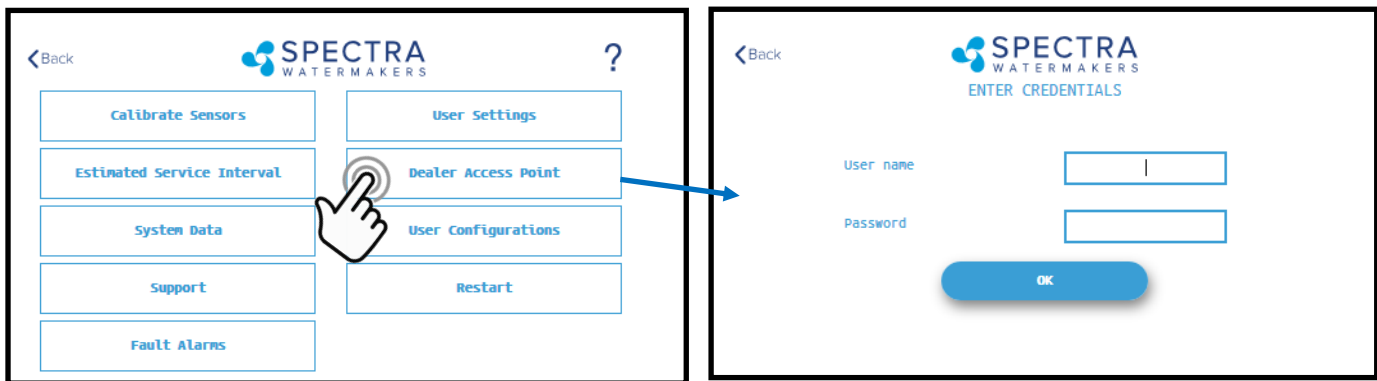 Back
SPECTRA
WATERMAKERS
?
Calibrate Sensors
User Settings
Estimated Service Interval
Dealer Access Point
System Data
User Configurations
Support
Restart
Fault Alarms
Back
SPECTRA
WATERMAKERS
ENTER CREDENTIALS
User name
Password
OK